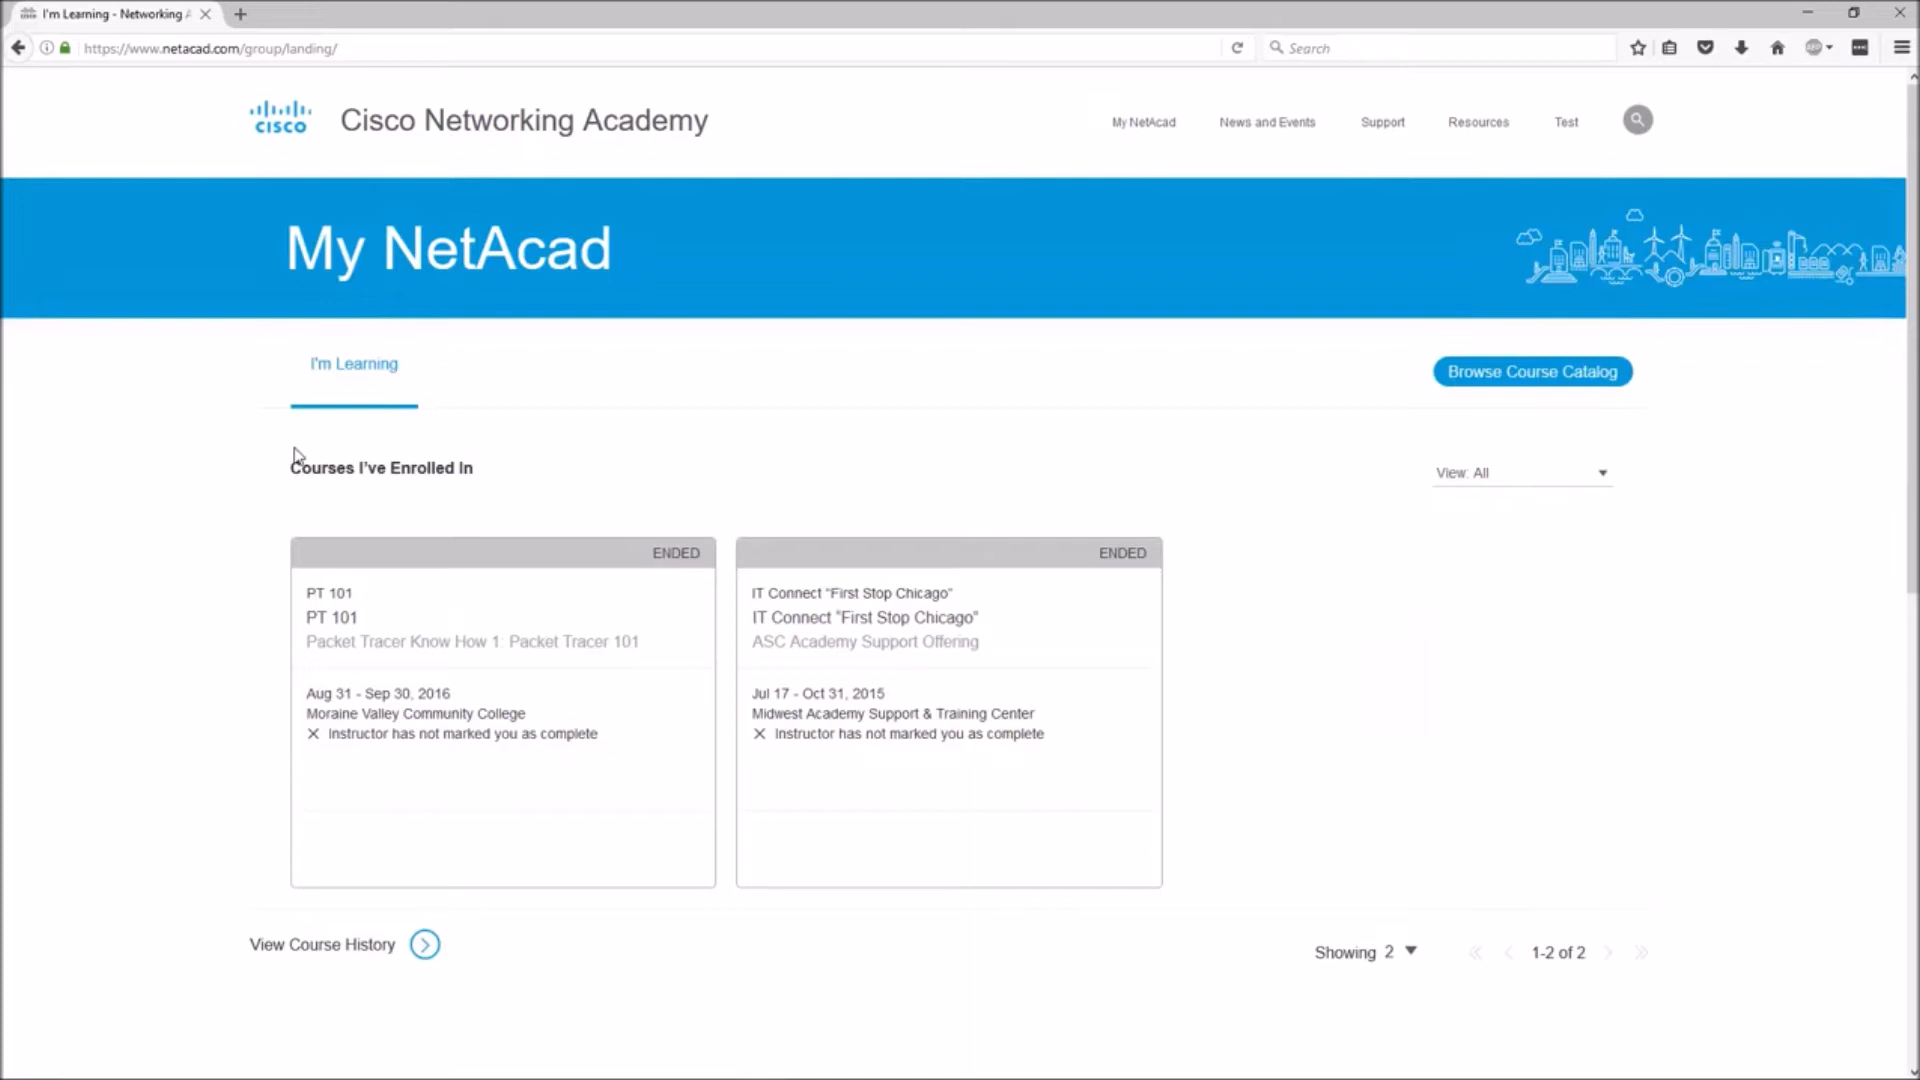 I'm Learning - Networking A
https://www.netacad.com/group/landing/
Search
CISCO
Cisco Networking Academy
My NetAcad
News and Events
Support
Resources
Test
My NetAcad
I'm Learning
Browse Course Catalog
Courses I've Enrolled In
View: All
ENDED
PT 101
PT 101
Packet Tracer Know How 1: Packet Tracer 101
Aug 31 - Sep 30, 2016
Moraine Valley Community College
Instructor has not marked you as complete
ENDED
IT Connect "First Stop Chicago"
IT Connect "First Stop Chicago"
ASC Academy Support Offering
Jul 17 - Oct 31, 2015
Midwest Academy Support & Training Center
Instructor has not marked you as complete
View Course History
Showing 2
1-2 of 2